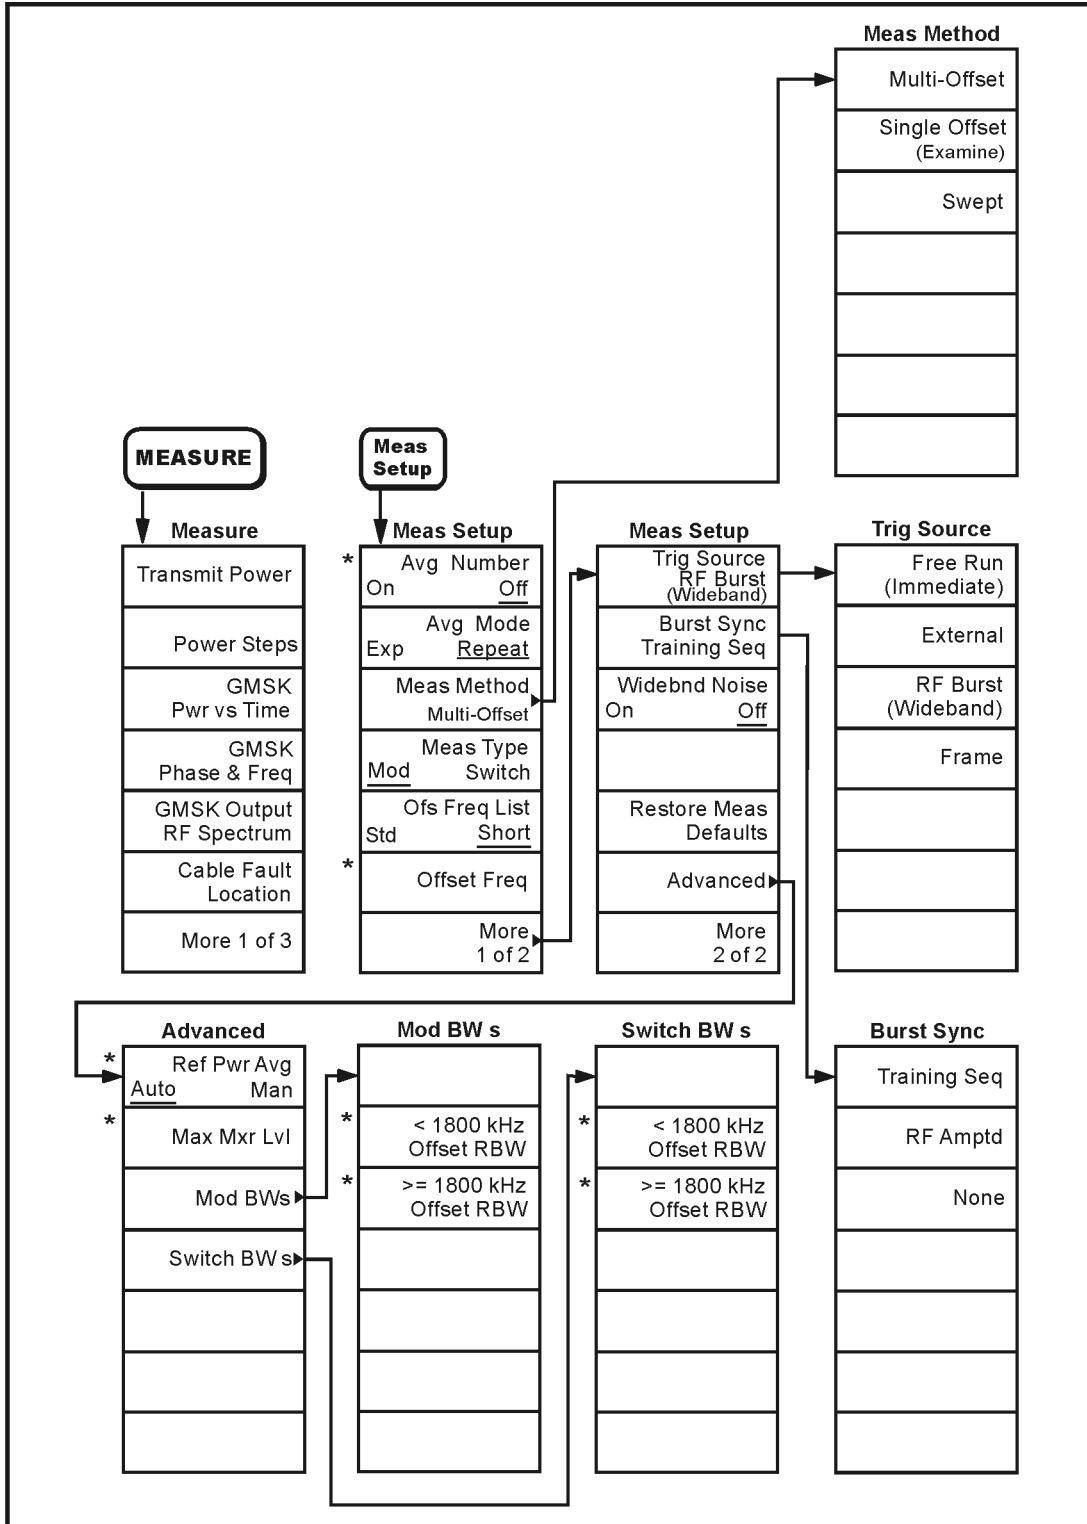 Meas Method
Multi-Offset
Single Offset
(Examine)
Swept
MEASURE
Meas
Setup
Measure
Transmit Power
Power Steps
GMSK
Pwr vs Time
GMSK
Phase & Freq
GMSK Output
RF Spectrum
Cable Fault
Location
More 1 of 3
Meas Setup
* Avg Number
On Off
Avg Mode
Exp Repeat
Meas Method
Multi-Offset
Meas Type
Mod Switch
Ofs Freq List
Std Short
* Offset Freq
More
1 of 2
Meas Setup
Trig Source
RF Burst
(Wideband)
Burst Sync
Training Seq
Widebnd Noise
On Off
Restore Meas
Defaults
Advanced
More
2 of 2
Trig Source
Free Run
(Immediate)
External
RF Burst
(Wideband)
Frame
Advanced
* Ref Pwr Avg
Auto Man
* Max Mxr Lvl
Mod BWs
Switch BW s
Mod BW s
* < 1800 kHz
Offset RBW
* >= 1800 kHz
Offset RBW
Switch BW s
* < 1800 kHz
Offset RBW
* >= 1800 kHz
Offset RBW
Burst Sync
Training Seq
RF Amptd
None